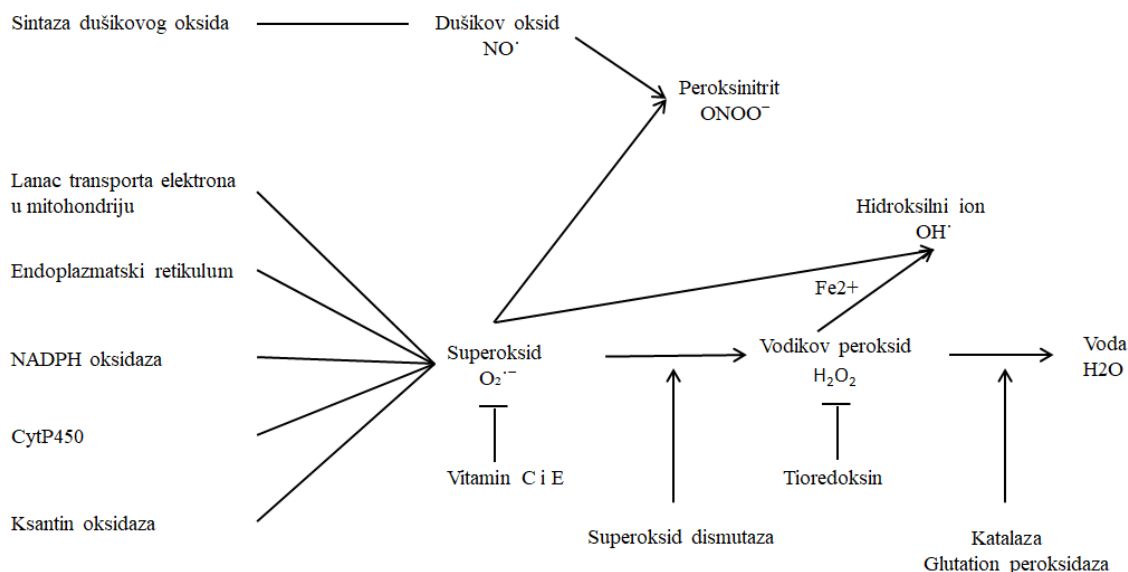 Sintaza dušikovog oksida
Dušikov oksid
NO˙
Peroksinitrit
ONOO⁻
Lanac transporta elektrona
u mitohondriju
Hidroksilni ion
OH˙
Endoplazmatski retikulum
Fe2+
NADPH oksidaza
Superoksid
O₂˙⁻
Vodikov peroksid
H₂O₂
Voda
H2O
CytP450
Vitamin C i E
Tioredoksin
Ksantin oksidaza
Superoksid dismutaza
Katalaza
Glutation peroksidaza